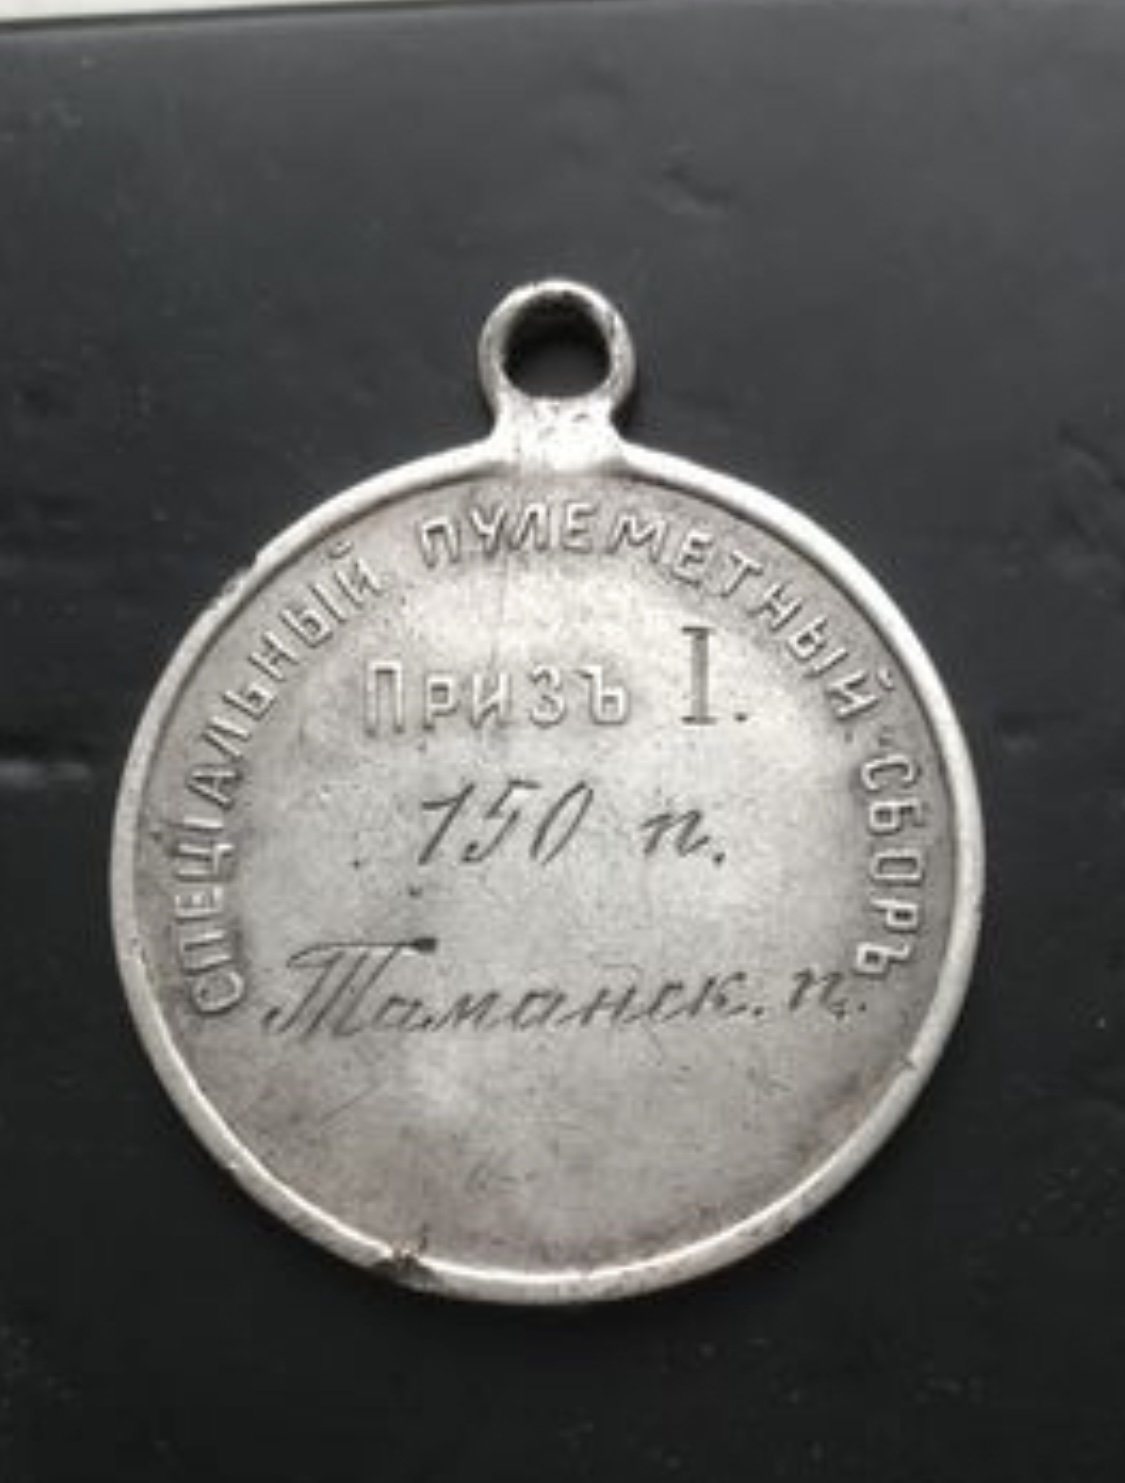 СПЕЦІАЛЬНЫЙ ПУЛЕМЕТНЫЙ СБОРЪ
Призъ I.
150 п.
Таманск. п.